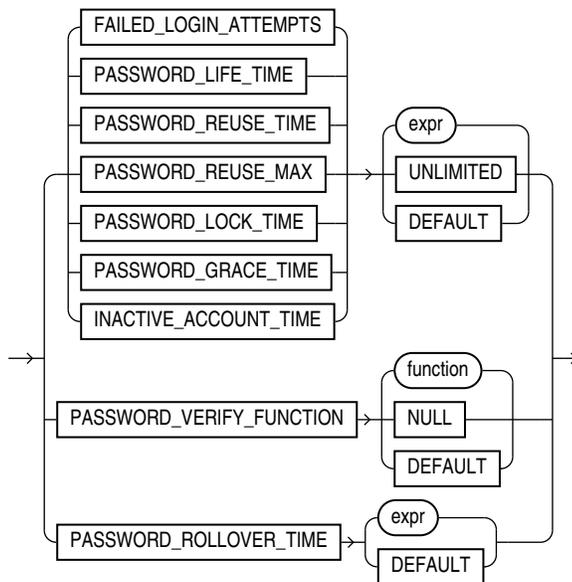 FAILED_LOGIN_ATTEMPTS
PASSWORD_LIFE_TIME
PASSWORD_REUSE_TIME
PASSWORD_REUSE_MAX
PASSWORD_LOCK_TIME
PASSWORD_GRACE_TIME
INACTIVE_ACCOUNT_TIME
expr
UNLIMITED
DEFAULT
PASSWORD_VERIFY_FUNCTION
function
NULL
DEFAULT
PASSWORD_ROLLOVER_TIME
expr
DEFAULT